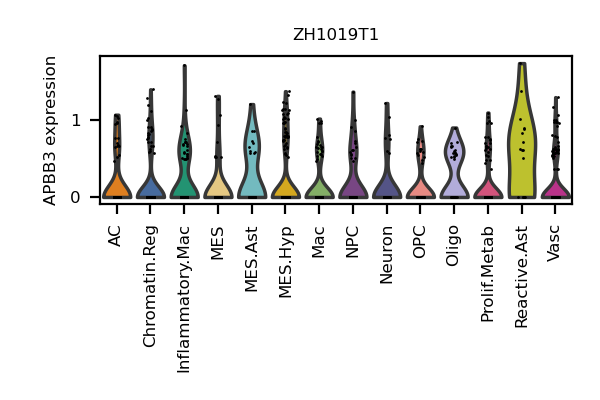 ZH1019T1
APBB3 expression
1
0
AC
Chromatin.Reg
Inflammatory.Mac
MES
MES.Ast
MES.Hyp
Mac
NPC
Neuron
OPC
Oligo
Prolif.Metab
Reactive.Ast
Vasc